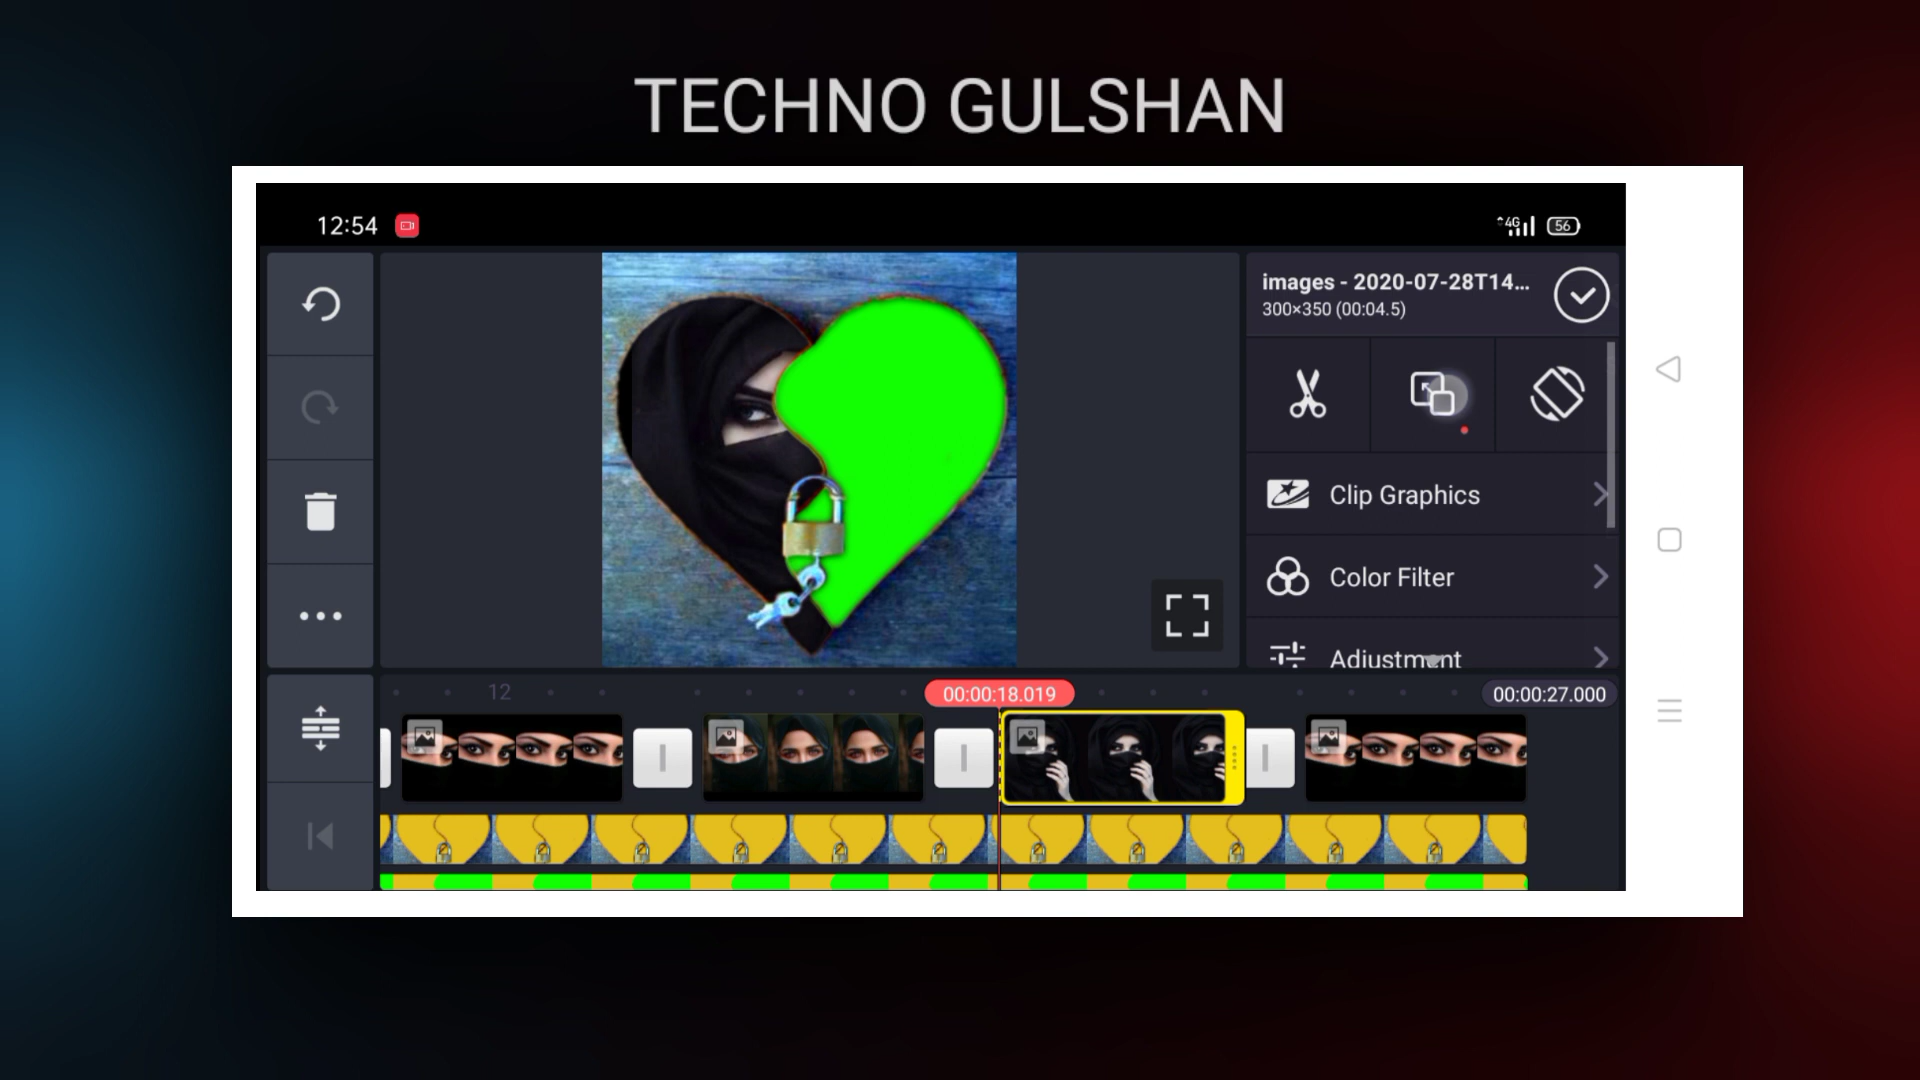 TECHNO GULSHAN
12:54
4G
56
images - 2020-07-28T14...
300×350 (00:04.5)
Clip Graphics
Color Filter
Adjustment
12
00:00:18.019
00:00:27.000